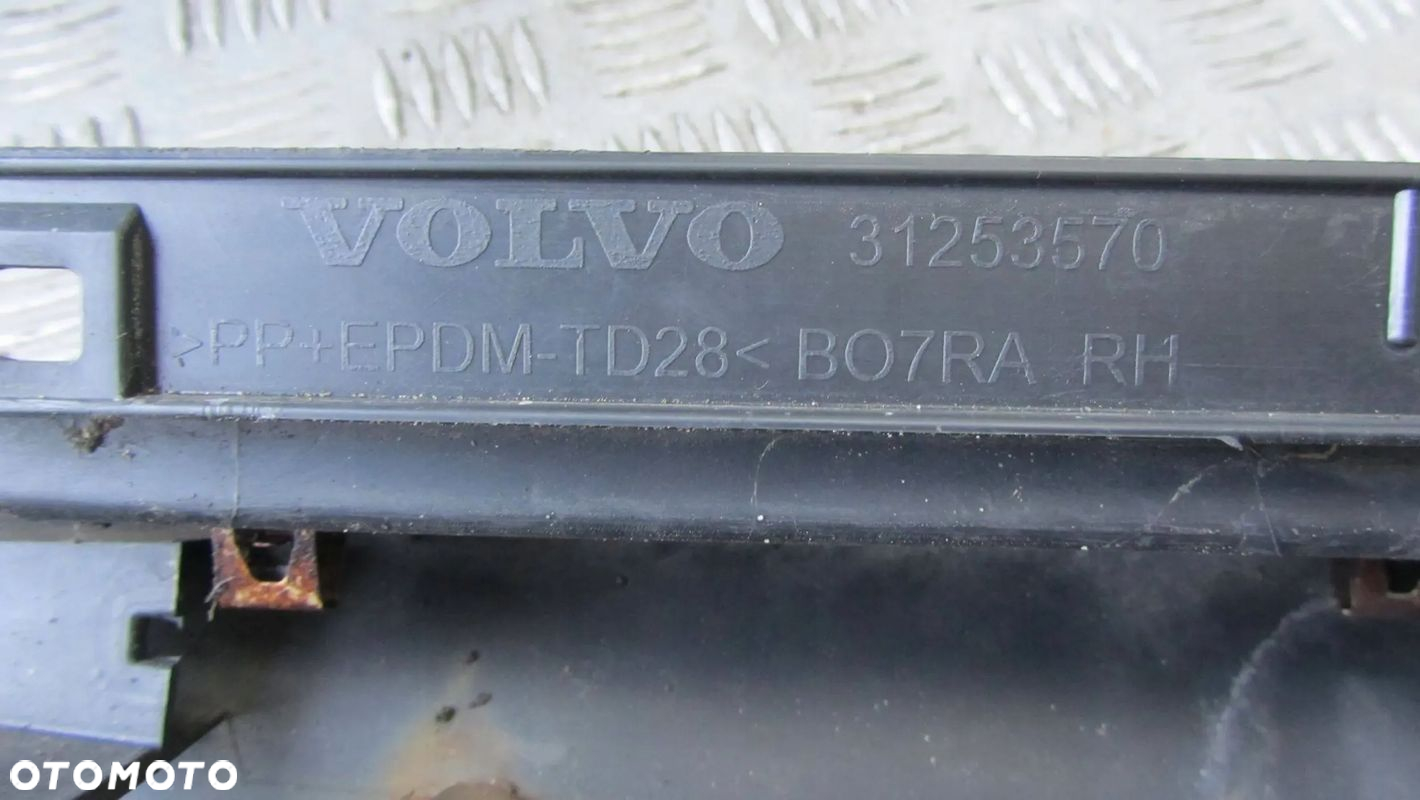 VOLVO 31253570
>PP+EPDM-TD28< BO7RA RH
OTOMOTO